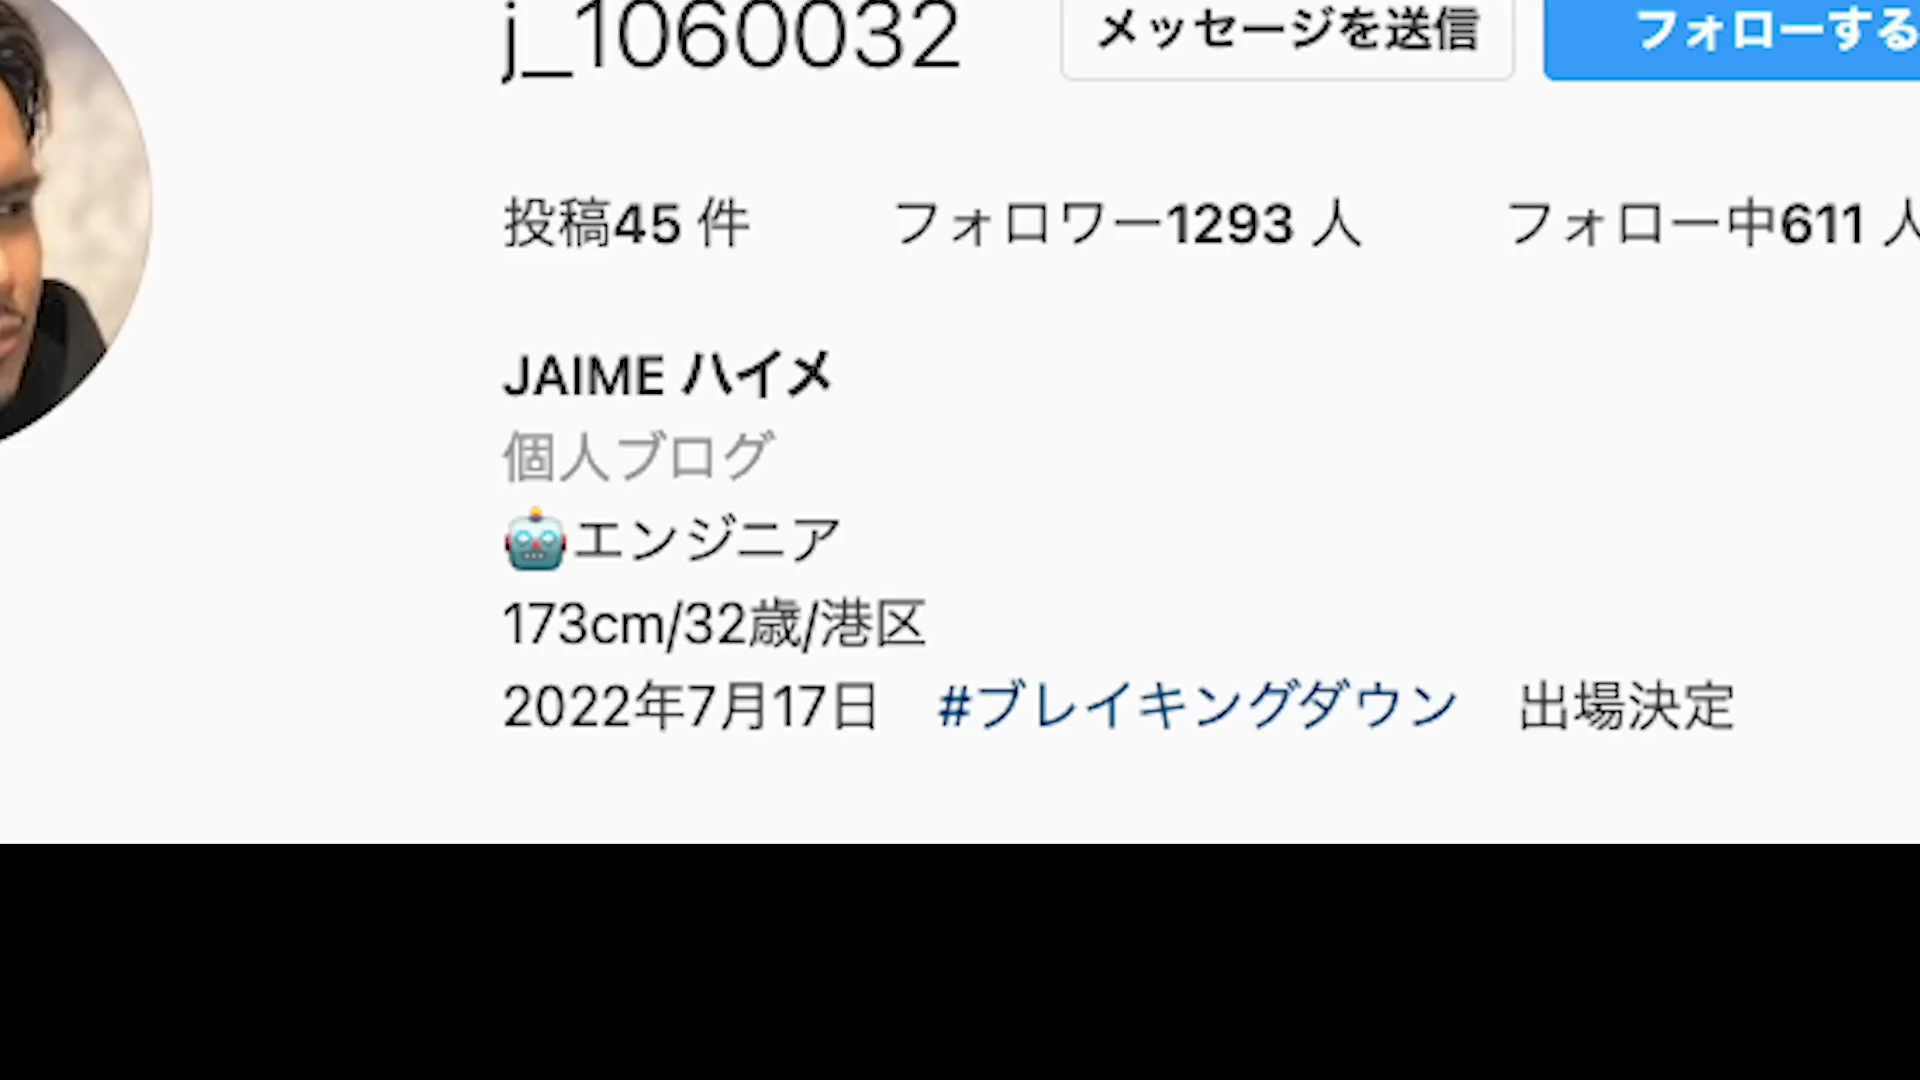 j_1060032 メッセージを送信 フォローする
投稿45 件 フォロワー1293 人 フォロー中611 人
JAIME ハイメ
個人ブログ
🤖エンジニア
173cm/32歳/港区
2022年7月17日 #ブレイキングダウン 出場決定